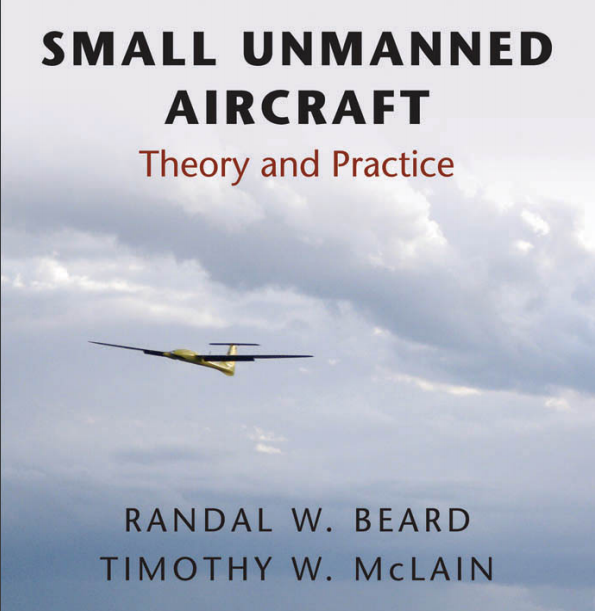 SMALL UNMANNED
AIRCRAFT
Theory and Practice
RANDAL W. BEARD
TIMOTHY W. McLAIN